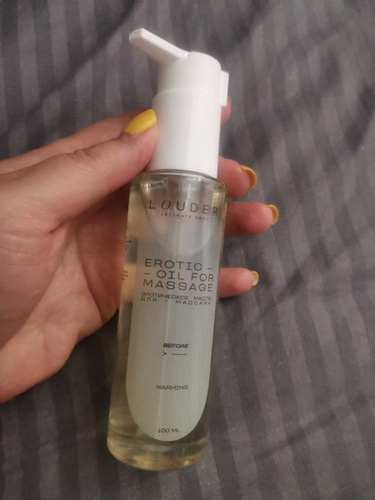 LOUDER
EROTIC –
– OIL FOR
MASSAGE
ЭРОТИЧЕСКОЕ МАСЛО
ДЛЯ – МАССАЖА
BEFORE
> —
WARMING
100 ML